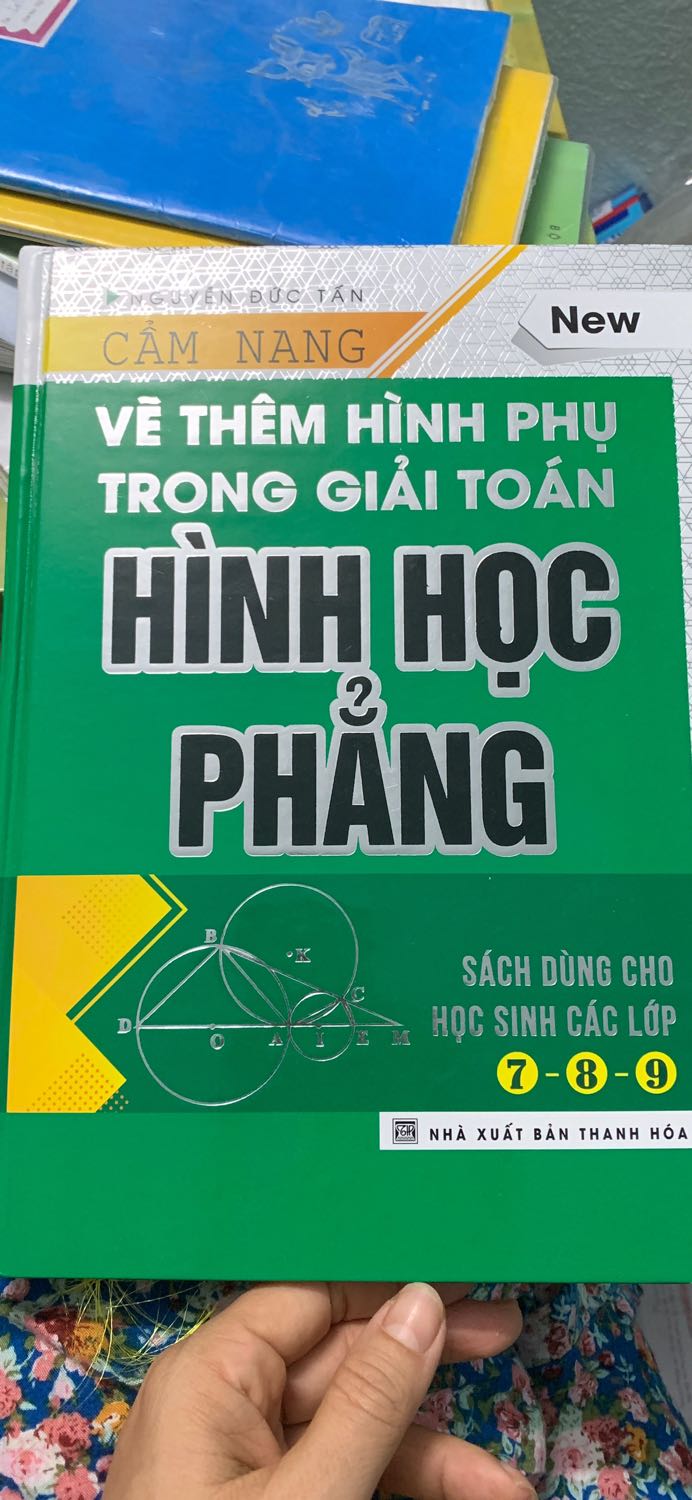 NGUYỄN ĐỨC TẤN
CẨM NANG
New
VẼ THÊM HÌNH PHỤ
TRONG GIẢI TOÁN
HÌNH HỌC
PHẲNG
B
K
C
D
O
A
I
E
M
SÁCH DÙNG CHO
HỌC SINH CÁC LỚP
7 - 8 - 9
NHÀ XUẤT BẢN THANH HÓA